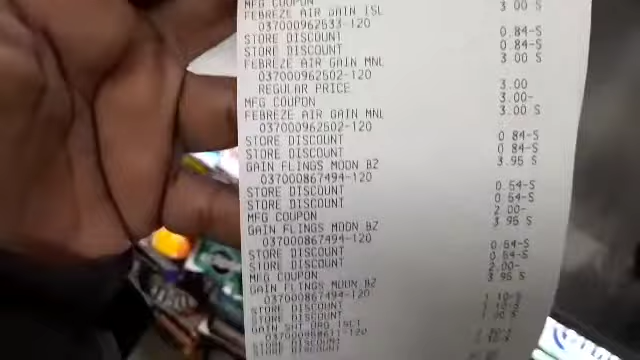 MFG COUPON
FEBREZE AIR GAIN ISL 3 00 S
037000962533-120
STORE DISCOUNT 0.84-S
STORE DISCOUNT 0.84-S
FEBREZE AIR GAIN MNL 3 00 S
037000962502-120
REGULAR PRICE 3.00
MFG COUPON 3.00-
FEBREZE AIR GAIN MNL 3.00 S
037000962502-120
STORE DISCOUNT 0 84-S
STORE DISCOUNT 0 84-S
GAIN FLINGS MOON BZ 3.95 S
037000867494-120
STORE DISCOUNT 0.54-S
STORE DISCOUNT 0 54-S
MFG COUPON 2 00-
GAIN FLINGS MOON BZ 3 95 S
037000867494-120
STORE DISCOUNT 0.54-S
STORE DISCOUNT 0.54-S
MFG COUPON 2.00-
GAIN FLINGS MOON BZ 3 95 S
037000867494-120
STORE DISCOUNT
STORE DISCOUNT
GAIN
STORE DISCOUNT